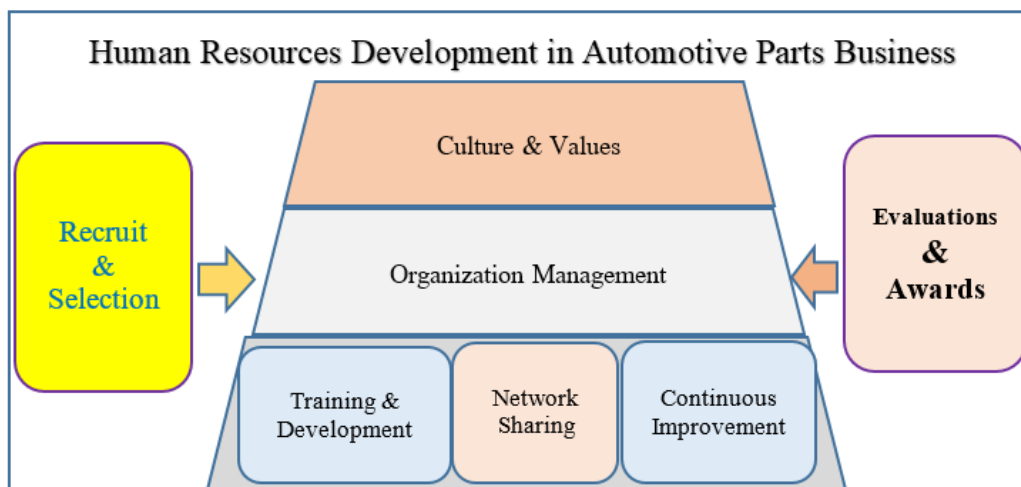 Human Resources Development in Automotive Parts Business
Culture & Values
Recruit
&
Selection
Organization Management
Evaluations
&
Awards
Training &
Development
Network
Sharing
Continuous
Improvement